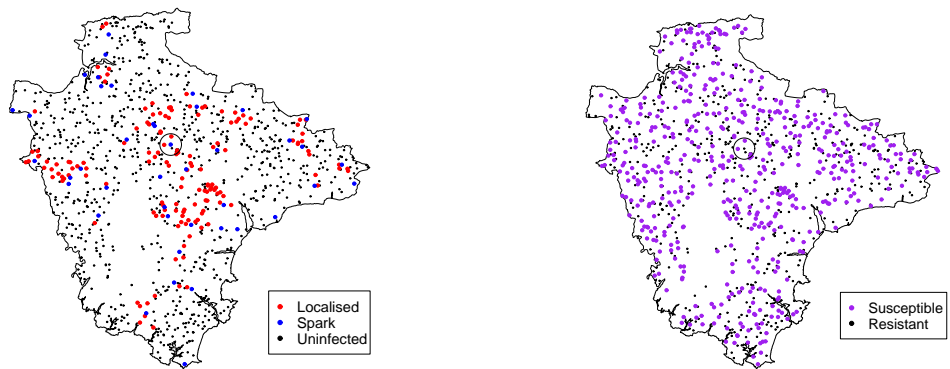 Localised
Spark
Uninfected
Susceptible
Resistant